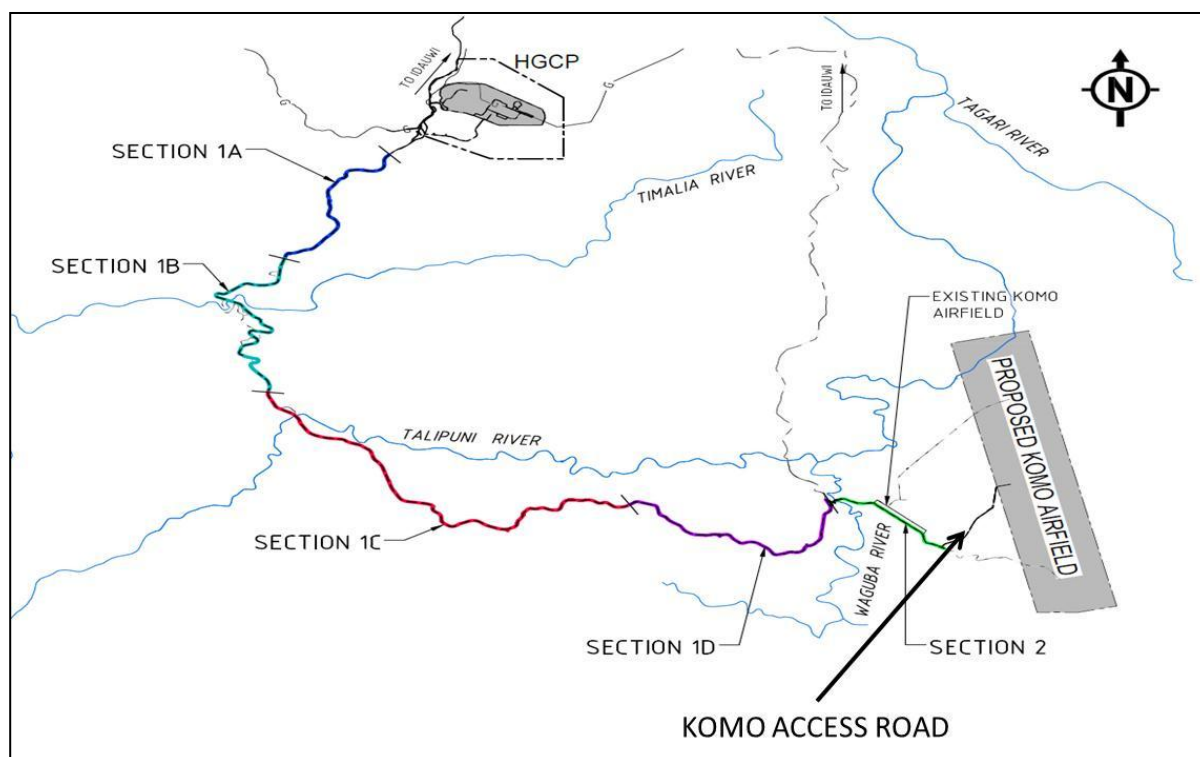 TO IDAUWI
HGCP
TO IDAUWI
N
TAGARI RIVER
G
G
G
SECTION 1A
TIMALIA RIVER
SECTION 1B
EXISTING KOMO
AIRFIELD
PROPOSED KOMO AIRFIELD
TALIPUNI RIVER
SECTION 1C
WAGUBA RIVER
SECTION 1D
SECTION 2
KOMO ACCESS ROAD